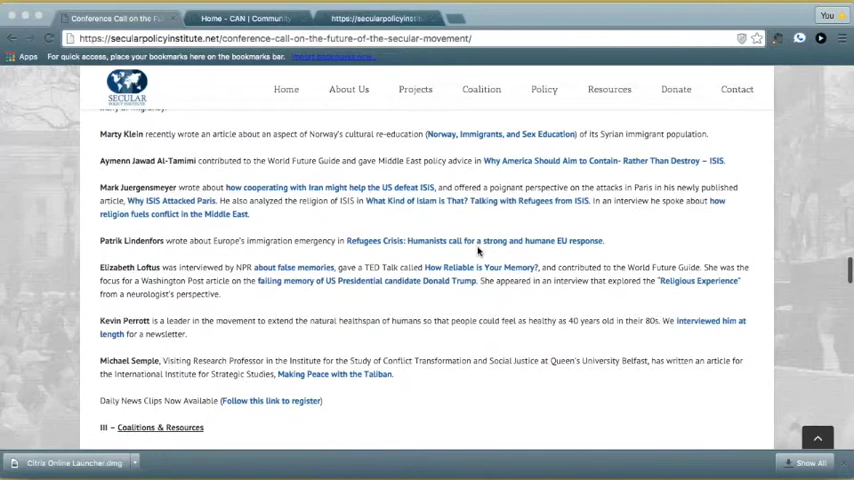 Conference Call on the Fu
Home - CAN | Community
https://secularpolicyinstitu
You
https://secularpolicyinstitute.net/conference-call-on-the-future-of-the-secular-movement/
Apps
For quick access, place your bookmarks here on the bookmarks bar.
SECULAR
POLICY INSTITUTE
Home
About Us
Projects
Coalition
Policy
Resources
Donate
Contact
Marty Klein recently wrote an article about an aspect of Norway's cultural re-education (Norway, Immigrants, and Sex Education) of its Syrian immigrant population.
Aymenn Jawad Al-Tamimi contributed to the World Future Guide and gave Middle East policy advice in Why America Should Aim to Contain- Rather Than Destroy – ISIS.
Mark Juergensmeyer wrote about how cooperating with Iran might help the US defeat ISIS, and offered a poignant perspective on the attacks in Paris in his newly published
article, Why ISIS Attacked Paris. He also analyzed the religion of ISIS in What Kind of Islam is That? Talking with Refugees from ISIS. In an interview he spoke about how
religion fuels conflict in the Middle East.
Patrik Lindenfors wrote about Europe's immigration emergency in Refugees Crisis: Humanists call for a strong and humane EU response.
Elizabeth Loftus was interviewed by NPR about false memories, gave a TED Talk called How Reliable is Your Memory?, and contributed to the World Future Guide. She was the
focus for a Washington Post article on the failing memory of US Presidential candidate Donald Trump. She appeared in an interview that explored the "Religious Experience"
from a neurologist's perspective.
Kevin Perrott is a leader in the movement to extend the natural healthspan of humans so that people could feel as healthy as 40 years old in their 80s. We interviewed him at
length for a newsletter.
Michael Semple, Visiting Research Professor in the Institute for the Study of Conflict Transformation and Social Justice at Queen's University Belfast, has written an article for
the International Institute for Strategic Studies, Making Peace with the Taliban.
Daily News Clips Now Available (Follow this link to register)
III – Coalitions & Resources
Citrix Online Launcher.dmg
Show All